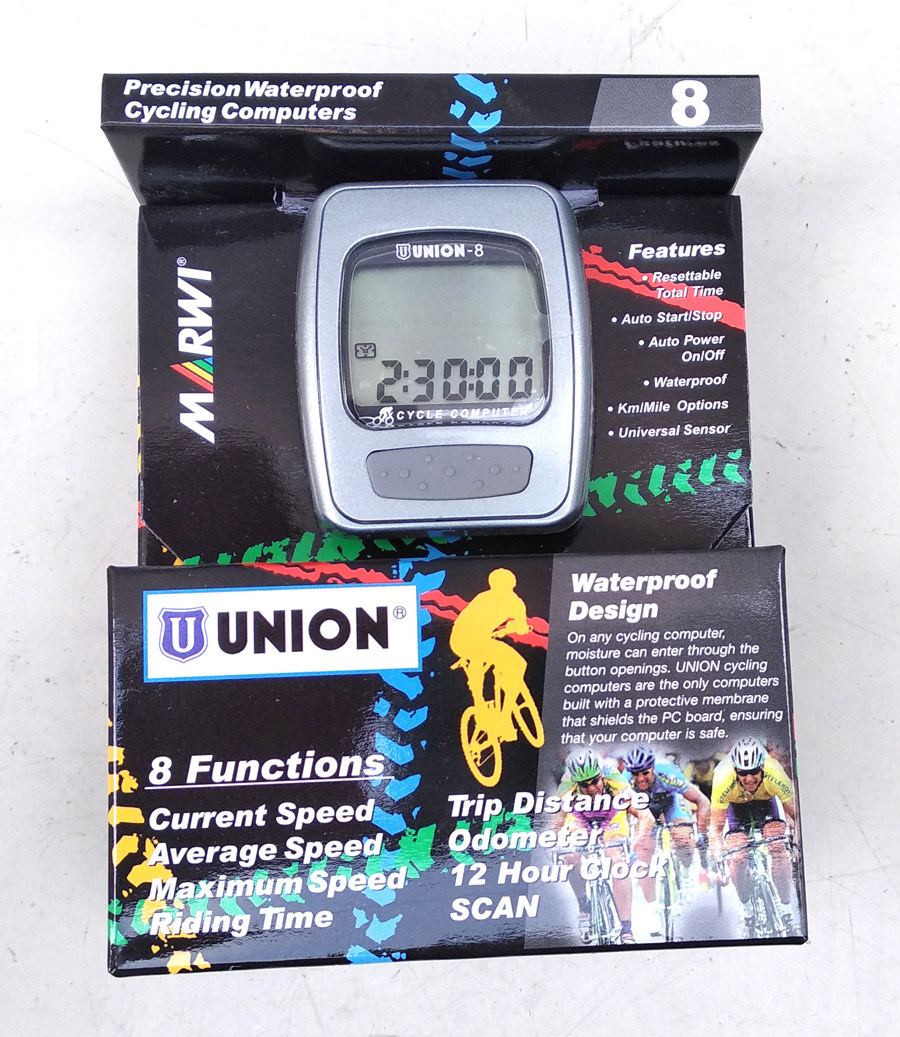 Precision Waterproof
Cycling Computers
8
Features
MARWI®
UNION-8
2:30:00
CYCLE COMPUTER
Features
• Resettable
Total Time
• Auto Start/Stop
• Auto Power
On/Off
• Waterproof
• Km/Mile Options
• Universal Sensor
U UNION®
8 Functions
Current Speed
Average Speed
Maximum Speed
Riding Time
Trip Distance
Odometer
12 Hour Clock
SCAN
Waterproof
Design
On any cycling computer,
moisture can enter through the
button openings. UNION cycling
computers are the only computers
built with a protective membrane
that shields the PC board, ensuring
that your computer is safe.